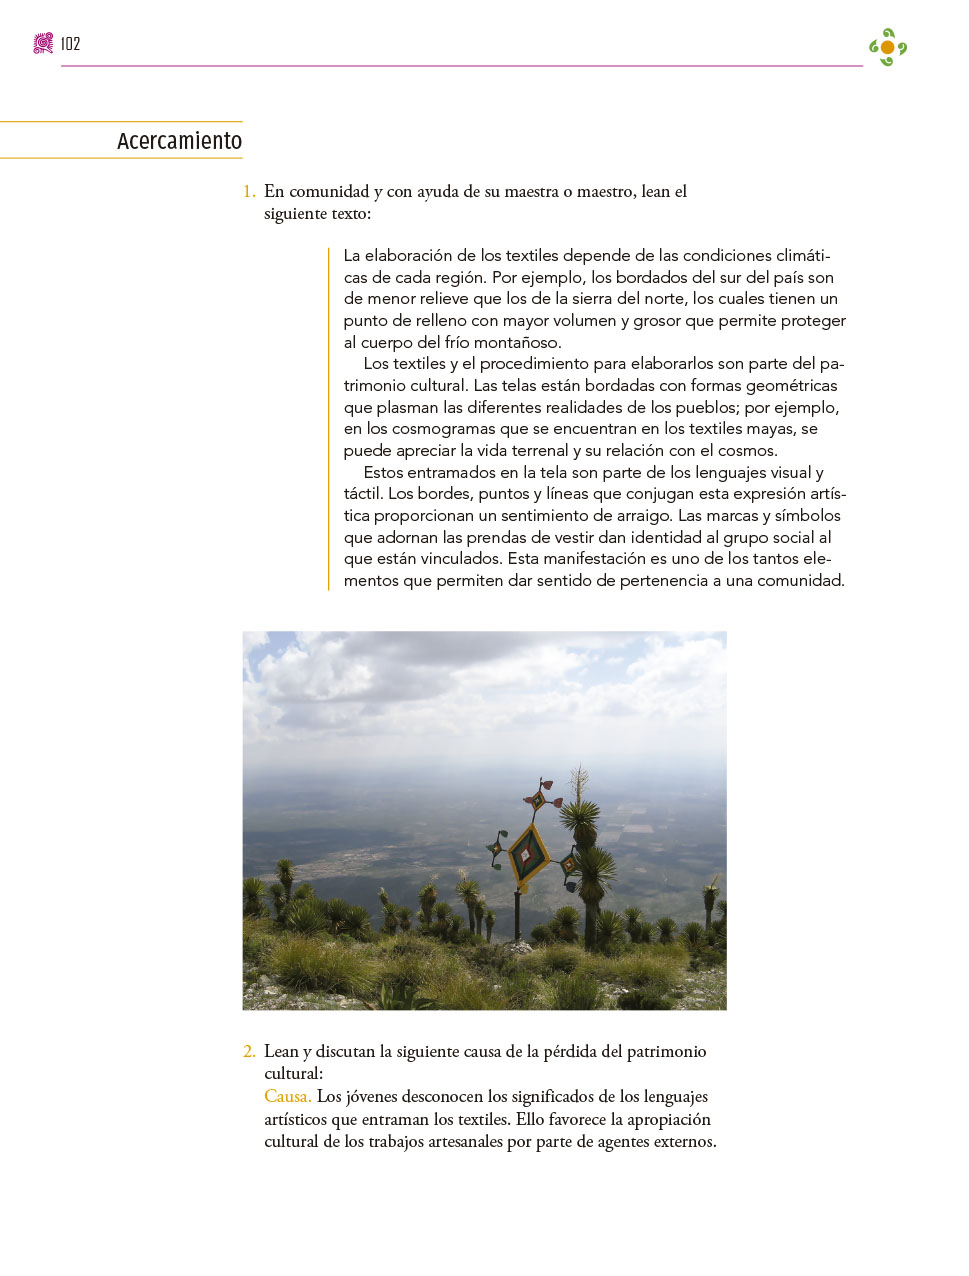 102
Acercamiento
1. En comunidad y con ayuda de su maestra o maestro, lean el
siguiente texto:
La elaboración de los textiles depende de las condiciones climáti-
cas de cada región. Por ejemplo, los bordados del sur del país son
de menor relieve que los de la sierra del norte, los cuales tienen un
punto de relleno con mayor volumen y grosor que permite proteger
al cuerpo del frío montañoso.
Los textiles y el procedimiento para elaborarlos son parte del pa-
trimonio cultural. Las telas están bordadas con formas geométricas
que plasman las diferentes realidades de los pueblos; por ejemplo,
en los cosmogramas que se encuentran en los textiles mayas, se
puede apreciar la vida terrenal y su relación con el cosmos.
Estos entramados en la tela son parte de los lenguajes visual y
táctil. Los bordes, puntos y líneas que conjugan esta expresión artís-
tica proporcionan un sentimiento de arraigo. Las marcas y símbolos
que adornan las prendas de vestir dan identidad al grupo social al
que están vinculados. Esta manifestación es uno de los tantos ele-
mentos que permiten dar sentido de pertenencia a una comunidad.
2. Lean y discutan la siguiente causa de la pérdida del patrimonio
cultural:
Causa. Los jóvenes desconocen los significados de los lenguajes
artísticos que entraman los textiles. Ello favorece la apropiación
cultural de los trabajos artesanales por parte de agentes externos.